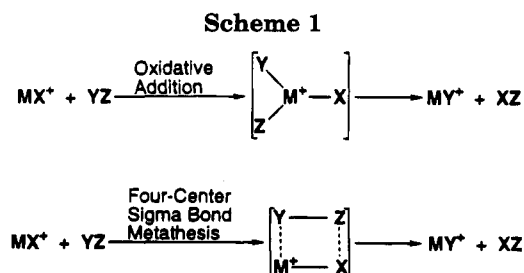 Scheme 1
Oxidative
Addition
MX⁺ + YZ
Y
Z
M⁺ — X
MY⁺ + XZ
Four-Center
Sigma Bond
Metathesis
MX⁺ + YZ
Y — Z
M⁺ — X
MY⁺ + XZ